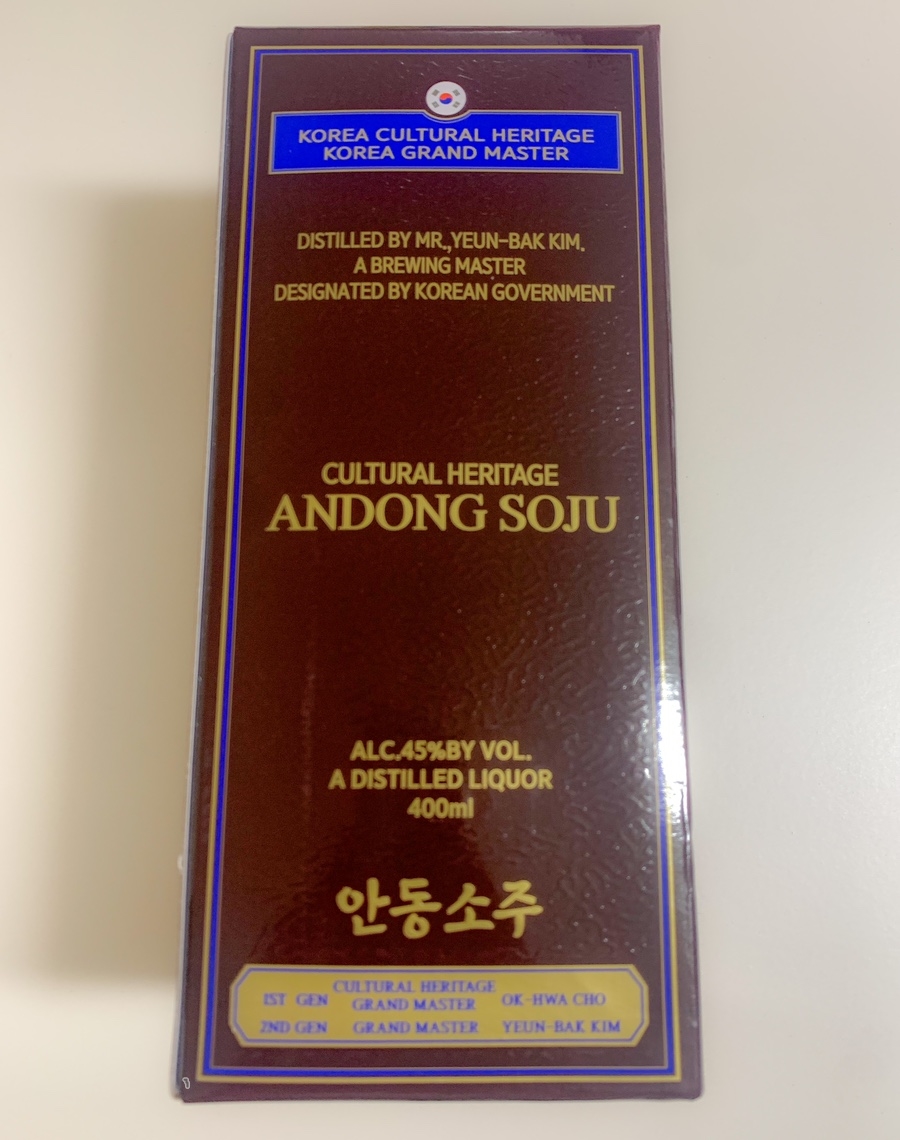 KOREA CULTURAL HERITAGE
KOREA GRAND MASTER
DISTILLED BY MR.,YEUN-BAK KIM.
A BREWING MASTER
DESIGNATED BY KOREAN GOVERNMENT
CULTURAL HERITAGE
ANDONG SOJU
ALC.45%BY VOL.
A DISTILLED LIQUOR
400ml
안동소주
1ST GEN CULTURAL HERITAGE GRAND MASTER OK-HWA CHO
2ND GEN GRAND MASTER YEUN-BAK KIM